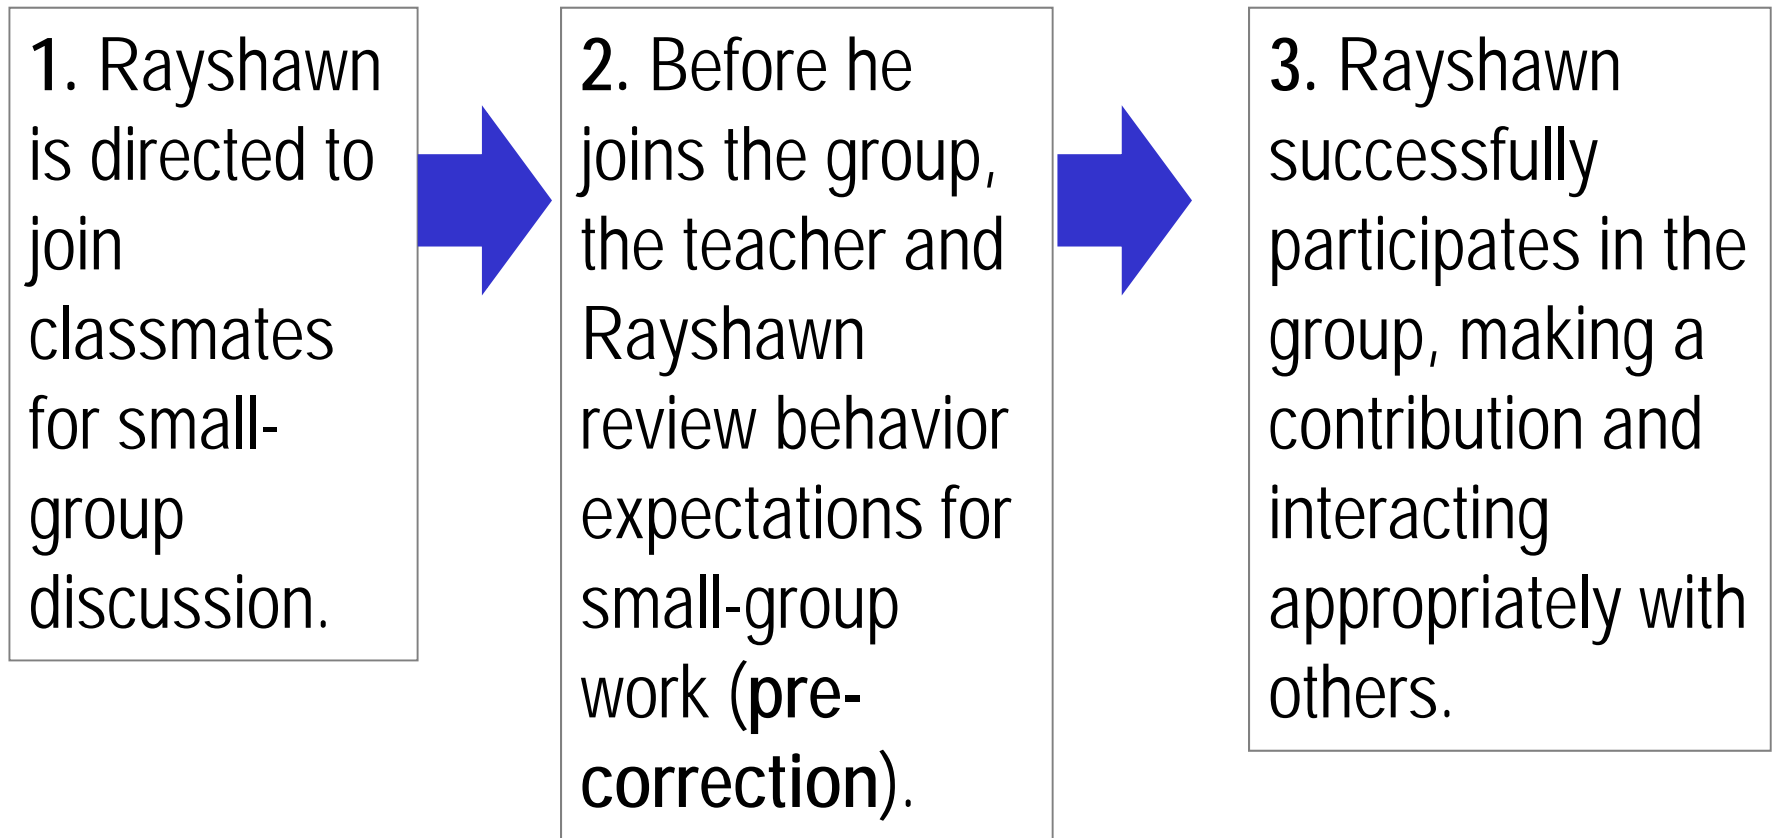 1. Rayshawn
is directed to
join
classmates
for small-
group
discussion.
2. Before he
joins the group,
the teacher and
Rayshawn
review behavior
expectations for
small-group
work (pre-
correction).
3. Rayshawn
successfully
participates in the
group, making a
contribution and
interacting
appropriately with
others.